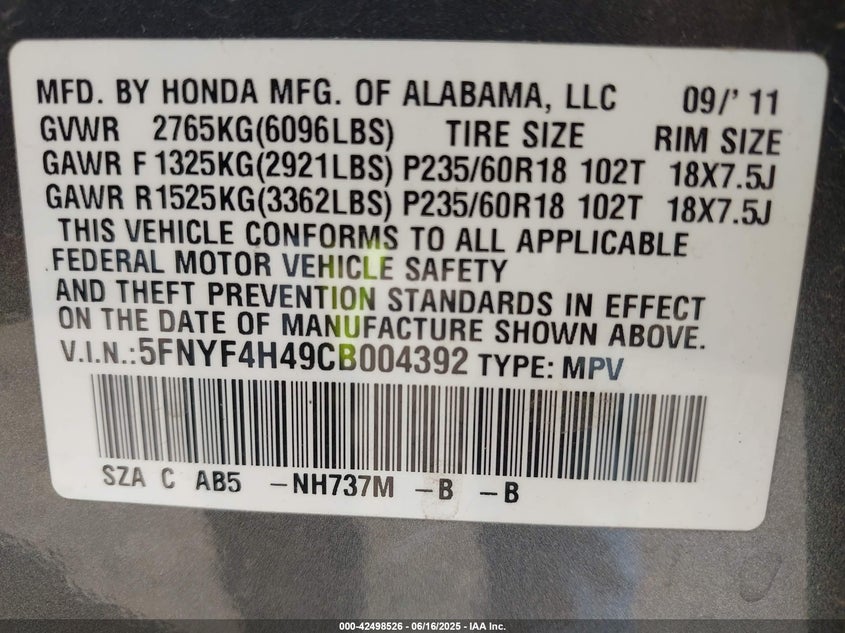 MFD. BY HONDA MFG. OF ALABAMA, LLC 09/' 11
GVWR 2765KG(6096LBS) TIRE SIZE RIM SIZE
GAWR F 1325KG(2921LBS) P235/60R18 102T 18X7.5J
GAWR R1525KG(3362LBS) P235/60R18 102T 18X7.5J
THIS VEHICLE CONFORMS TO ALL APPLICABLE
FEDERAL MOTOR VEHICLE SAFETY
AND THEFT PREVENTION STANDARDS IN EFFECT
ON THE DATE OF MANUFACTURE SHOWN ABOVE.
V.I.N.:5FNYF4H49CB004392 TYPE: MPV
SZA C AB5 -NH737M -B -B
000-42498526 - 06/16/2025 - IAA Inc.